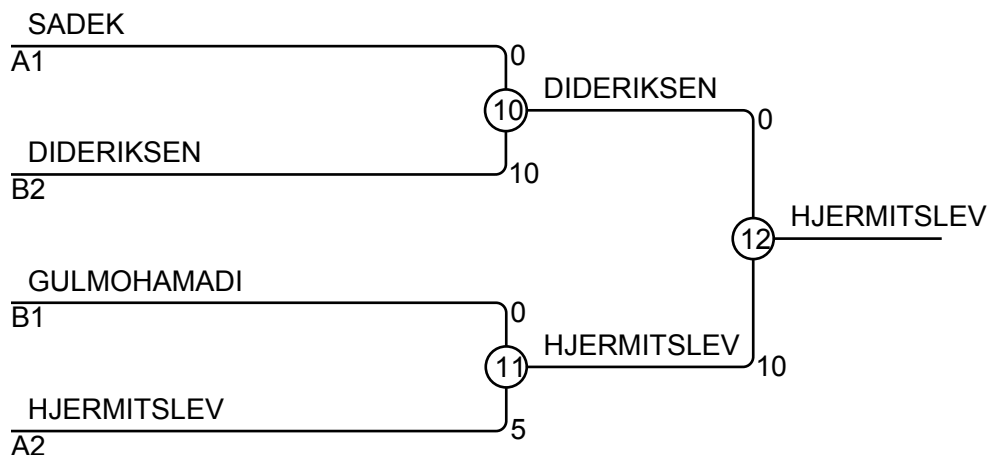 SADEK
A1
0
10
DIDERIKSEN
0
DIDERIKSEN
B2
10
12
HJERMITSLEV
GULMOHAMADI
B1
0
11
HJERMITSLEV
10
HJERMITSLEV
A2
5